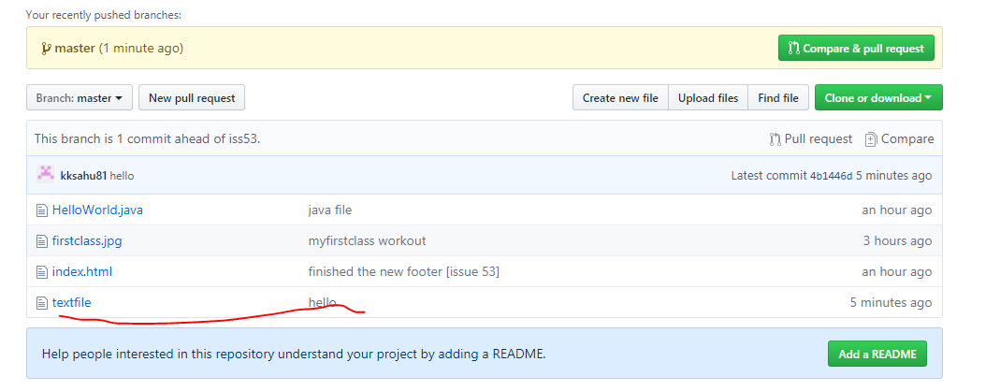 Your recently pushed branches:
master (1 minute ago) Compare & pull request
Branch: master New pull request Create new file Upload files Find file Clone or download
This branch is 1 commit ahead of iss53. Pull request Compare
kksahu81 hello Latest commit 4b1446d 5 minutes ago
HelloWorld.java java file an hour ago
firstclass.jpg myfirstclass workout 3 hours ago
index.html finished the new footer [issue 53] an hour ago
textfile hello 5 minutes ago
Help people interested in this repository understand your project by adding a README. Add a README